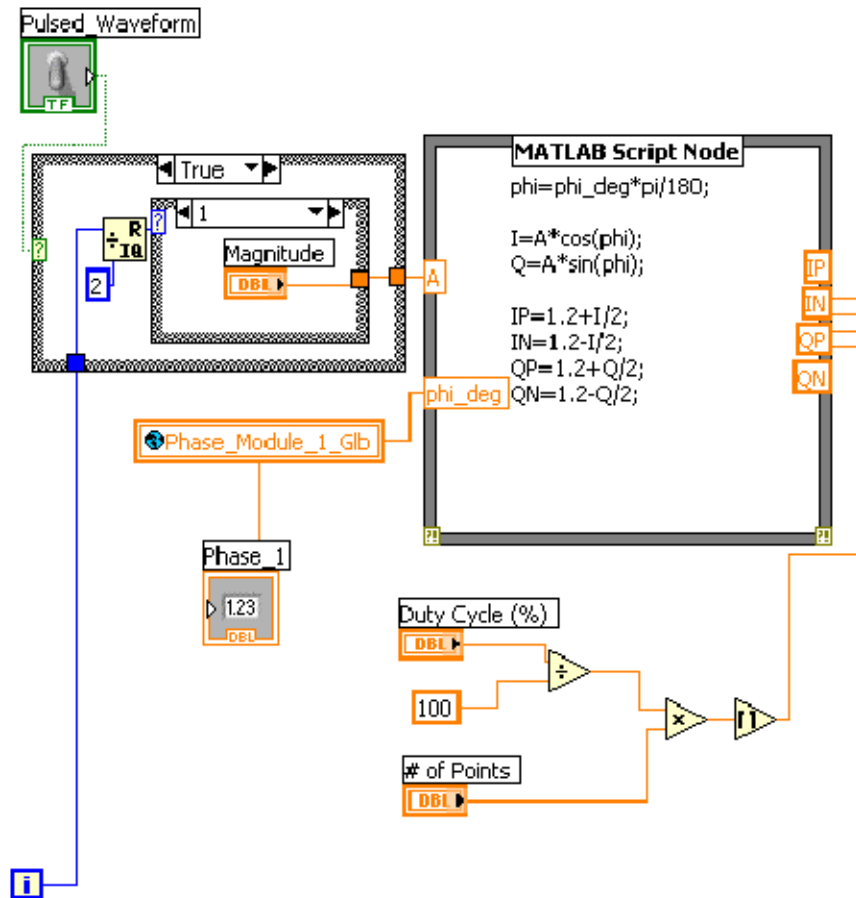 Pulsed_Waveform
TF
True
R
IQ
2
1
Magnitude
DBL
A
phi_deg
MATLAB Script Node
phi=phi_deg*pi/180;
I=A*cos(phi);
Q=A*sin(phi);
IP=1.2+I/2;
IN=1.2-I/2;
QP=1.2+Q/2;
QN=1.2-Q/2;
IP
IN
QP
QN
Phase_Module_1_Glb
Phase_1
1.23
DBL
Duty Cycle (%)
DBL
100
# of Points
DBL
i